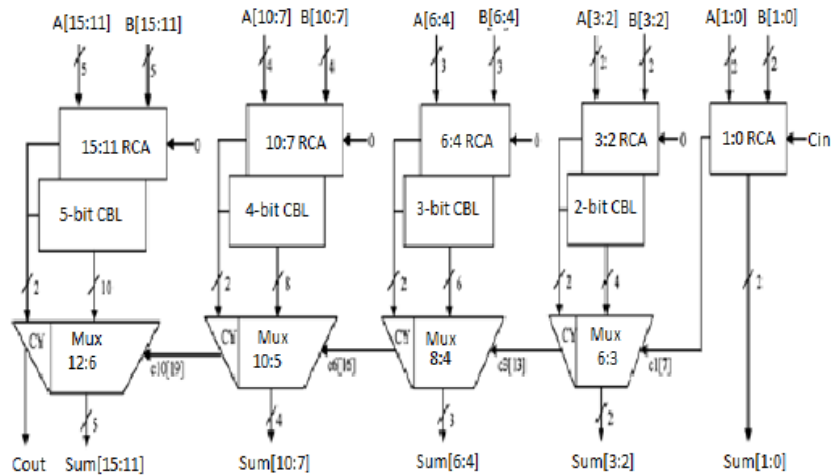 A[15:11] B[15:11] A[10:7] B[10:7] A[6:4] B[6:4] A[3:2] B[3:2] A[1:0] B[1:0]
5 5 4 4 3 3 2 2 2 2
15:11 RCA 0 10:7 RCA 0 6:4 RCA 0 3:2 RCA 0 1:0 RCA Cin
5-bit CBL 4-bit CBL 3-bit CBL 2-bit CBL
2 10 2 8 2 6 2 4 2
CY Mux 12:6 c10[19] CY Mux 10:5 c6[16] CY Mux 8:4 c3[13] CY Mux 6:3 c1[7]
5 4 3 2
Cout Sum[15:11] Sum[10:7] Sum[6:4] Sum[3:2] Sum[1:0]